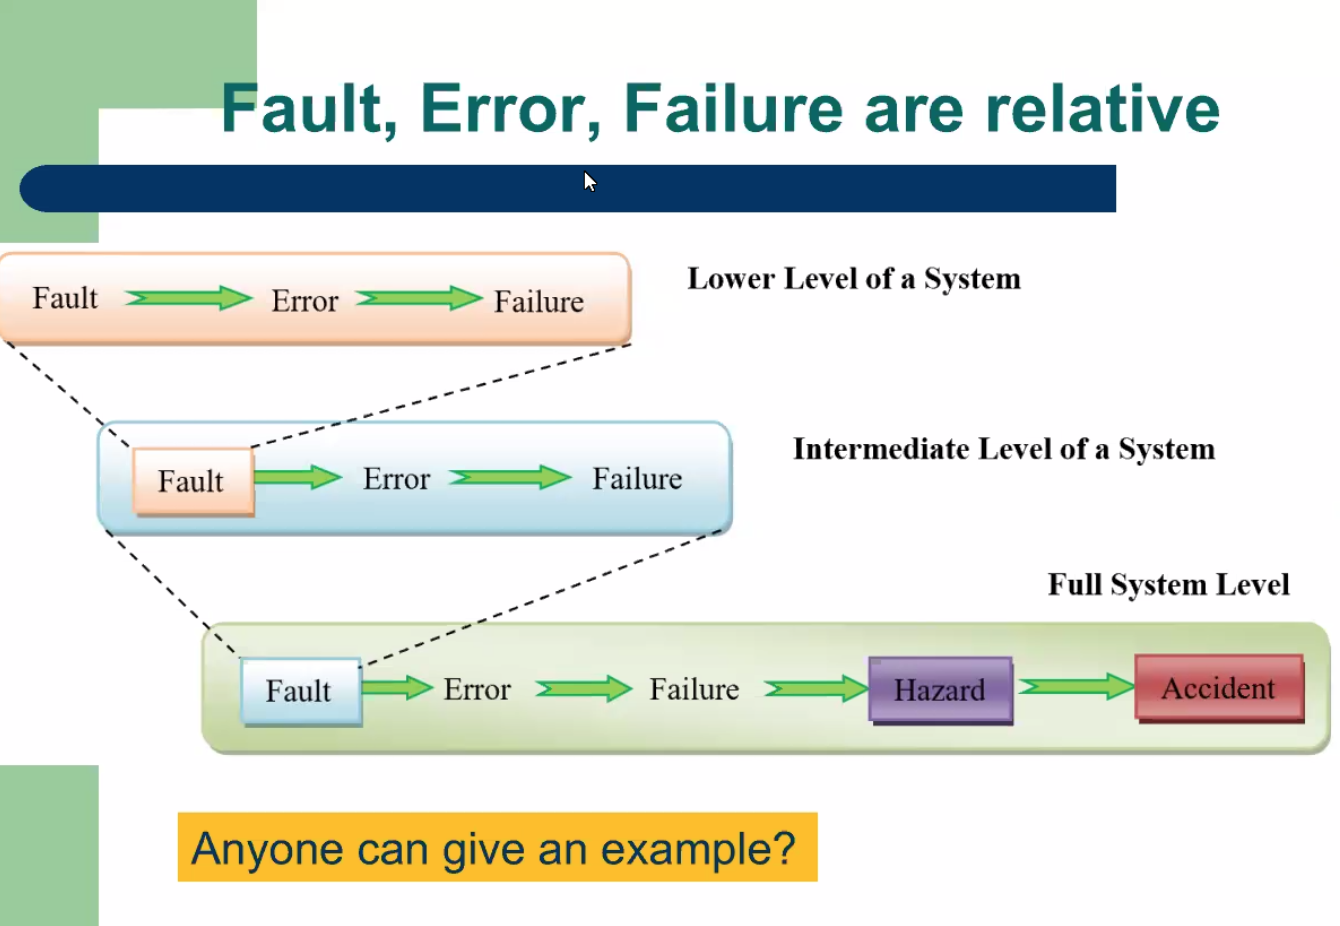 Fault, Error, Failure are relative
Fault Error Failure
Lower Level of a System
Fault Error Failure
Intermediate Level of a System
Full System Level
Fault Error Failure Hazard Accident
Anyone can give an example?